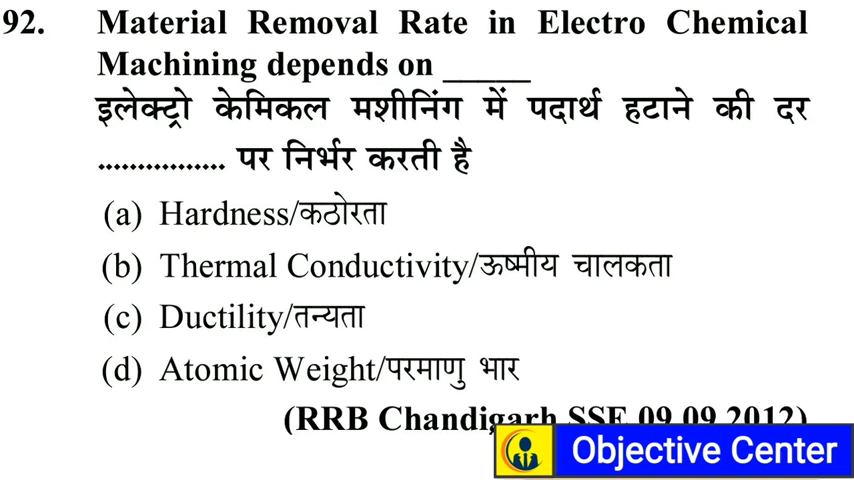 92. Material Removal Rate in Electro Chemical
Machining depends on _____
इलेक्ट्रो केमिकल मशीनिंग में पदार्थ हटाने की दर
................. पर निर्भर करती है
(a) Hardness/कठोरता
(b) Thermal Conductivity/ऊष्मीय चालकता
(c) Ductility/तन्यता
(d) Atomic Weight/परमाणु भार
(RRB Chandigarh SSE 09.09.2012)
Objective Center